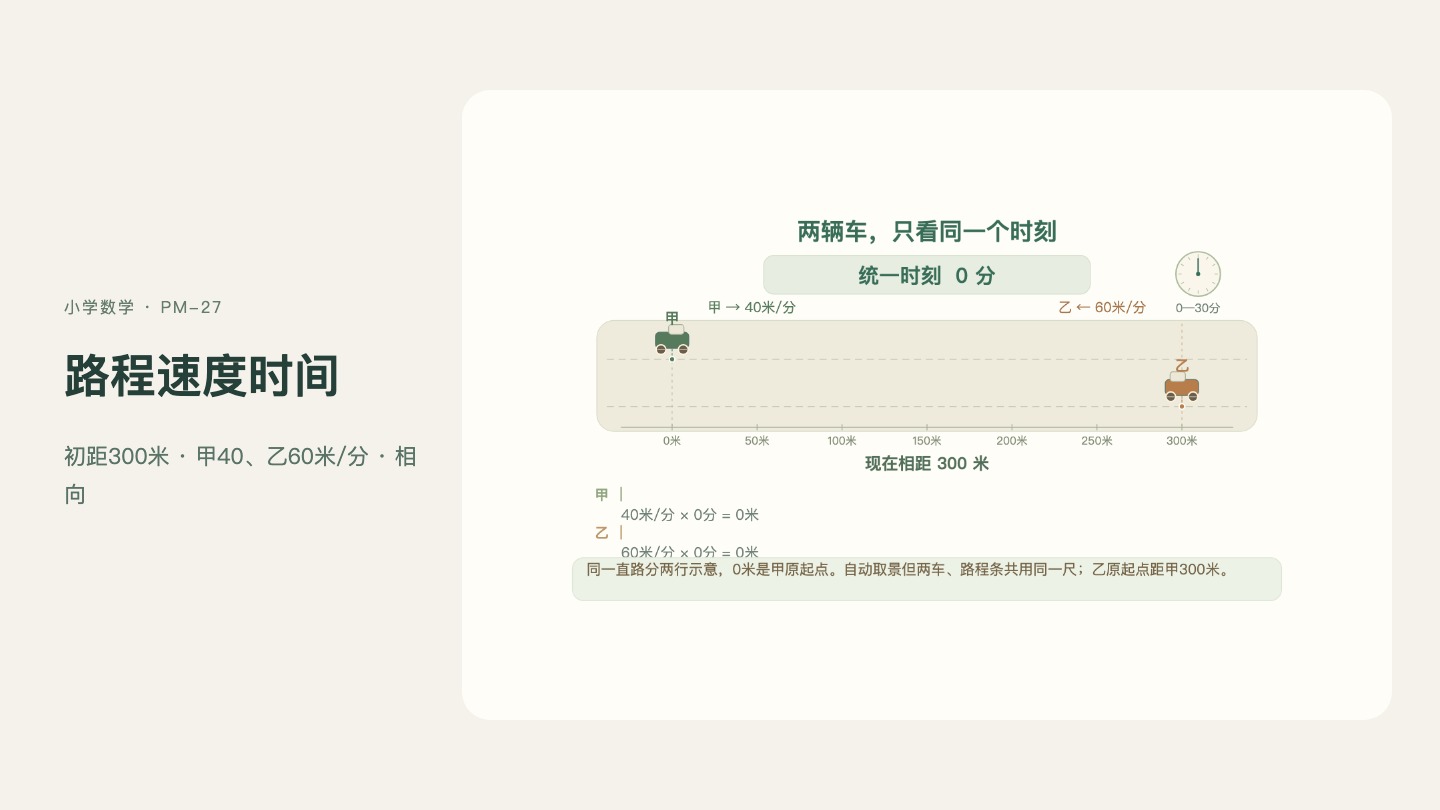 小学数学 · PM-27
路程速度时间
初距300米 · 甲40、乙60米/分 · 相
向
两辆车，只看同一个时刻
统一时刻 0 分
甲 → 40米/分
乙 ← 60米/分
0—30分
甲
乙
0米 50米 100米 150米 200米 250米 300米
现在相距 300 米
甲
40米/分 × 0分 = 0米
乙
60米/分 × 0分 = 0米
同一直路分两行示意，0米是甲原起点。自动取景但两车、路程条共用同一尺；乙原起点距甲300米。